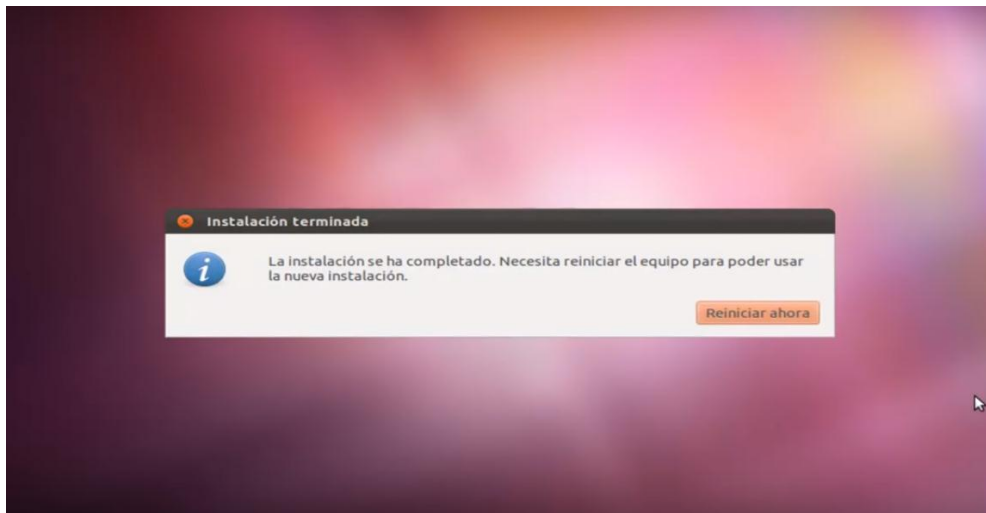 Instalación terminada
La instalación se ha completado. Necesita reiniciar el equipo para poder usar
la nueva instalación.
Reiniciar ahora